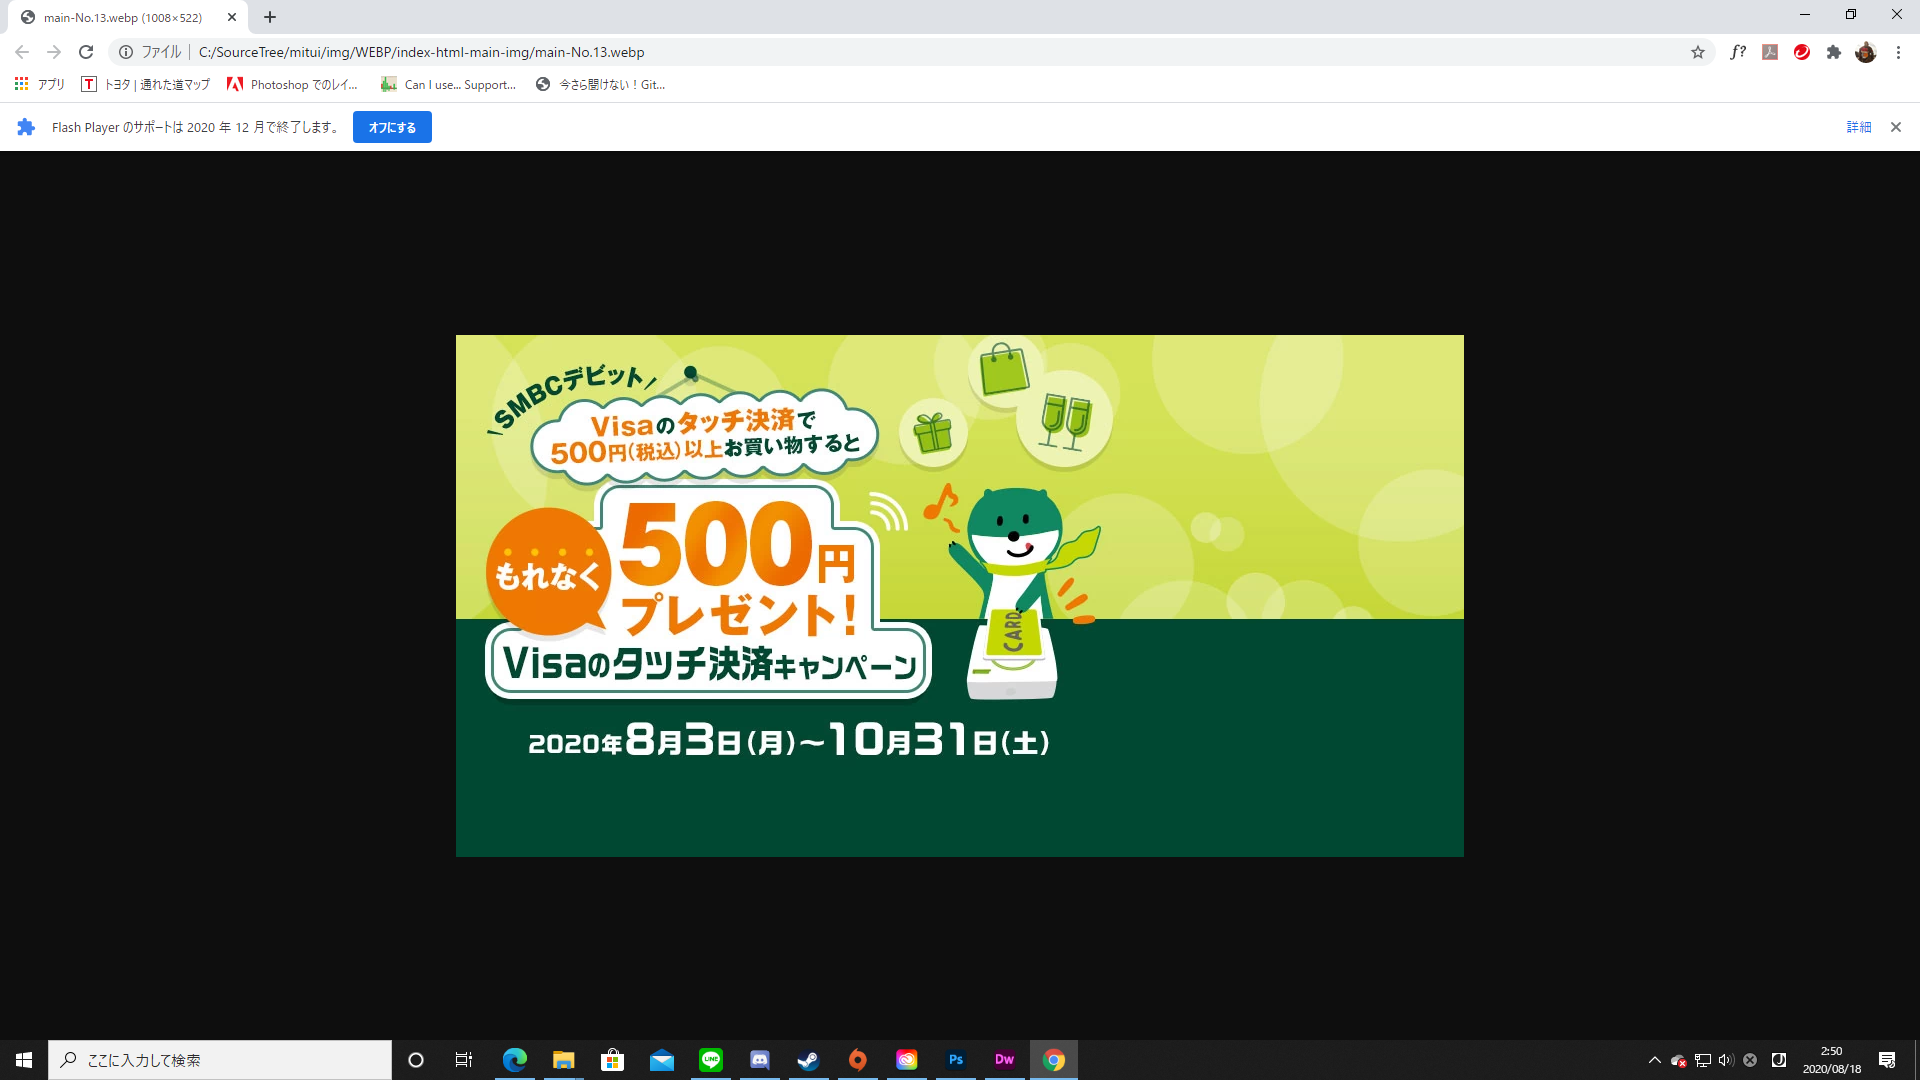 main-No.13.webp (1008×522)
ファイル | C:/SourceTree/mitui/img/WEBP/index-html-main-img/main-No.13.webp
f?
アプリ
トヨタ | 通れた道マップ
Photoshop でのレイ...
Can I use... Support...
今さら聞けない！Git...
Flash Player のサポートは 2020 年 12 月で終了します。
オフにする
詳細
\SMBCデビット/
Visaのタッチ決済で
500円(税込)以上お買い物すると
もれなく
500円
プレゼント!
Visaのタッチ決済キャンペーン
CARD
2020年8月3日(月)～10月31日(土)
ここに入力して検索
LINE
Ps
Dw
2:50
2020/08/18